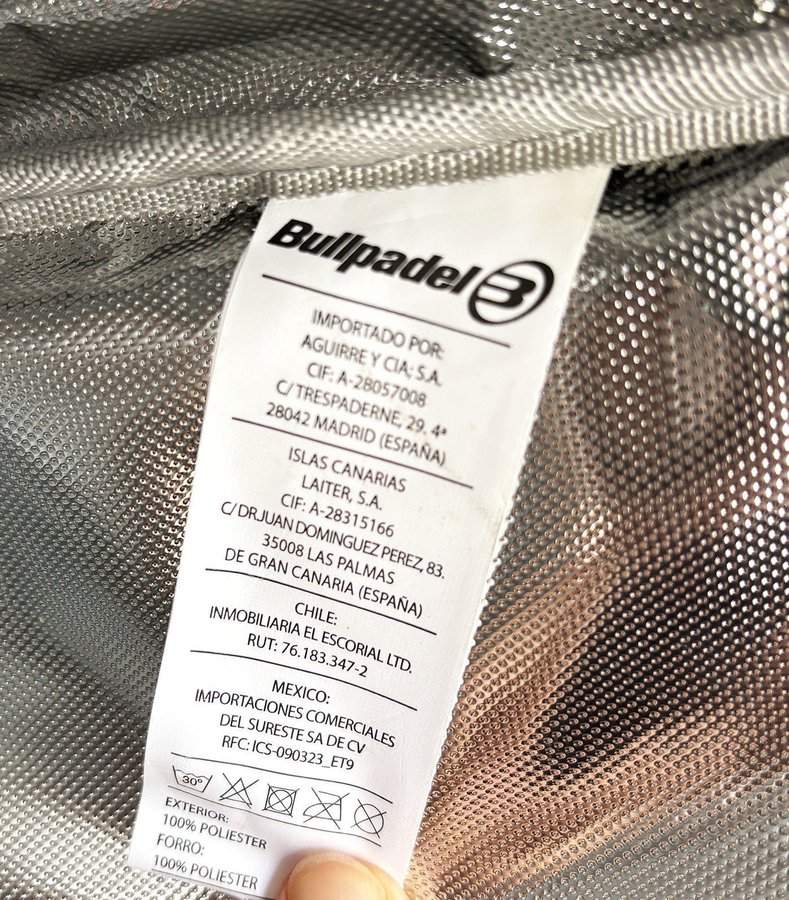 Bullpadel B
IMPORTADO POR:
AGUIRRE Y CIA; S.A.
CIF: A-28057008
C/ TRESPADERNE, 29. 4ª
28042 MADRID (ESPAÑA)
ISLAS CANARIAS
LAITER, S.A.
CIF: A-28315166
C/DR.JUAN DOMINGUEZ PEREZ, 83.
35008 LAS PALMAS
DE GRAN CANARIA (ESPAÑA)
CHILE:
INMOBILIARIA EL ESCORIAL LTD.
RUT: 76.183.347-2
MEXICO:
IMPORTACIONES COMERCIALES
DEL SURESTE SA DE CV
RFC: ICS-090323_ET9
30°
EXTERIOR:
100% POLIESTER
FORRO:
100% POLIESTER